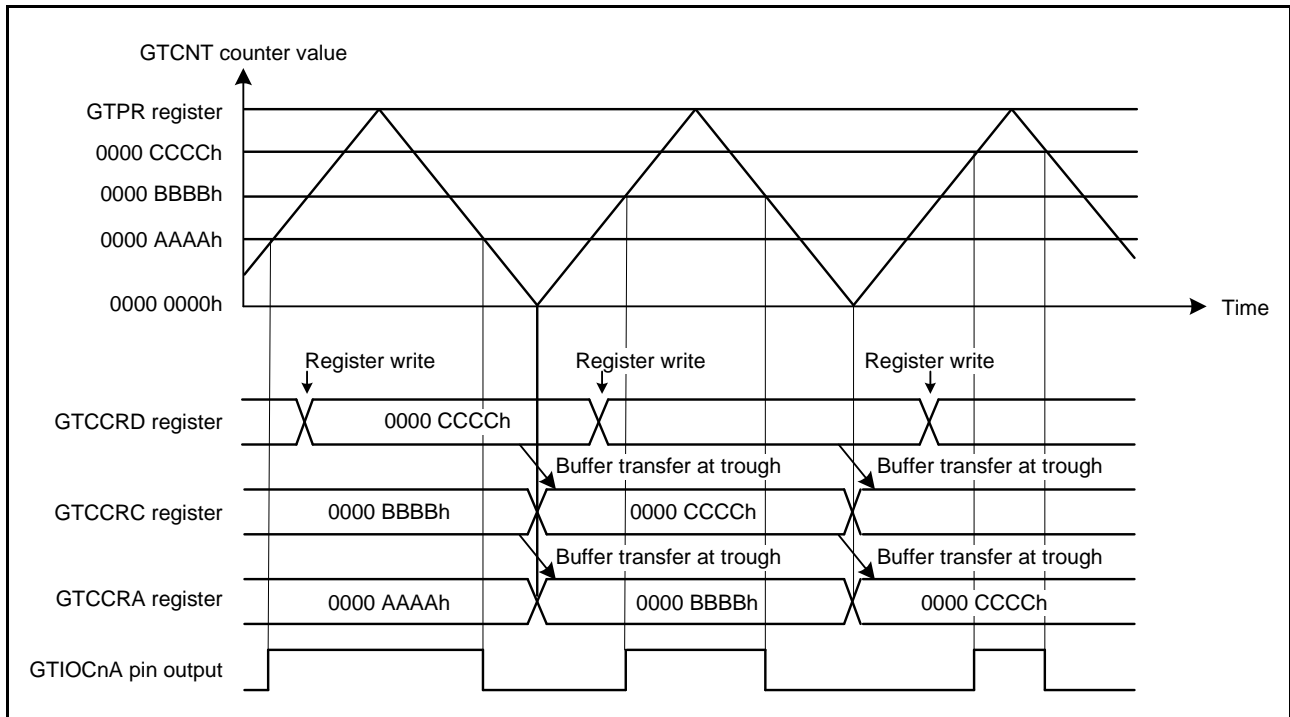 GTCNT counter value
GTPR register
0000 CCCCh
0000 BBBBh
0000 AAAAh
0000 0000h
Time
Register write
Register write
Register write
GTCCRD register
0000 CCCCh
Buffer transfer at trough
Buffer transfer at trough
GTCCRC register
0000 BBBBh
0000 CCCCh
Buffer transfer at trough
Buffer transfer at trough
GTCCRA register
0000 AAAAh
0000 BBBBh
0000 CCCCh
GTIOCnA pin output